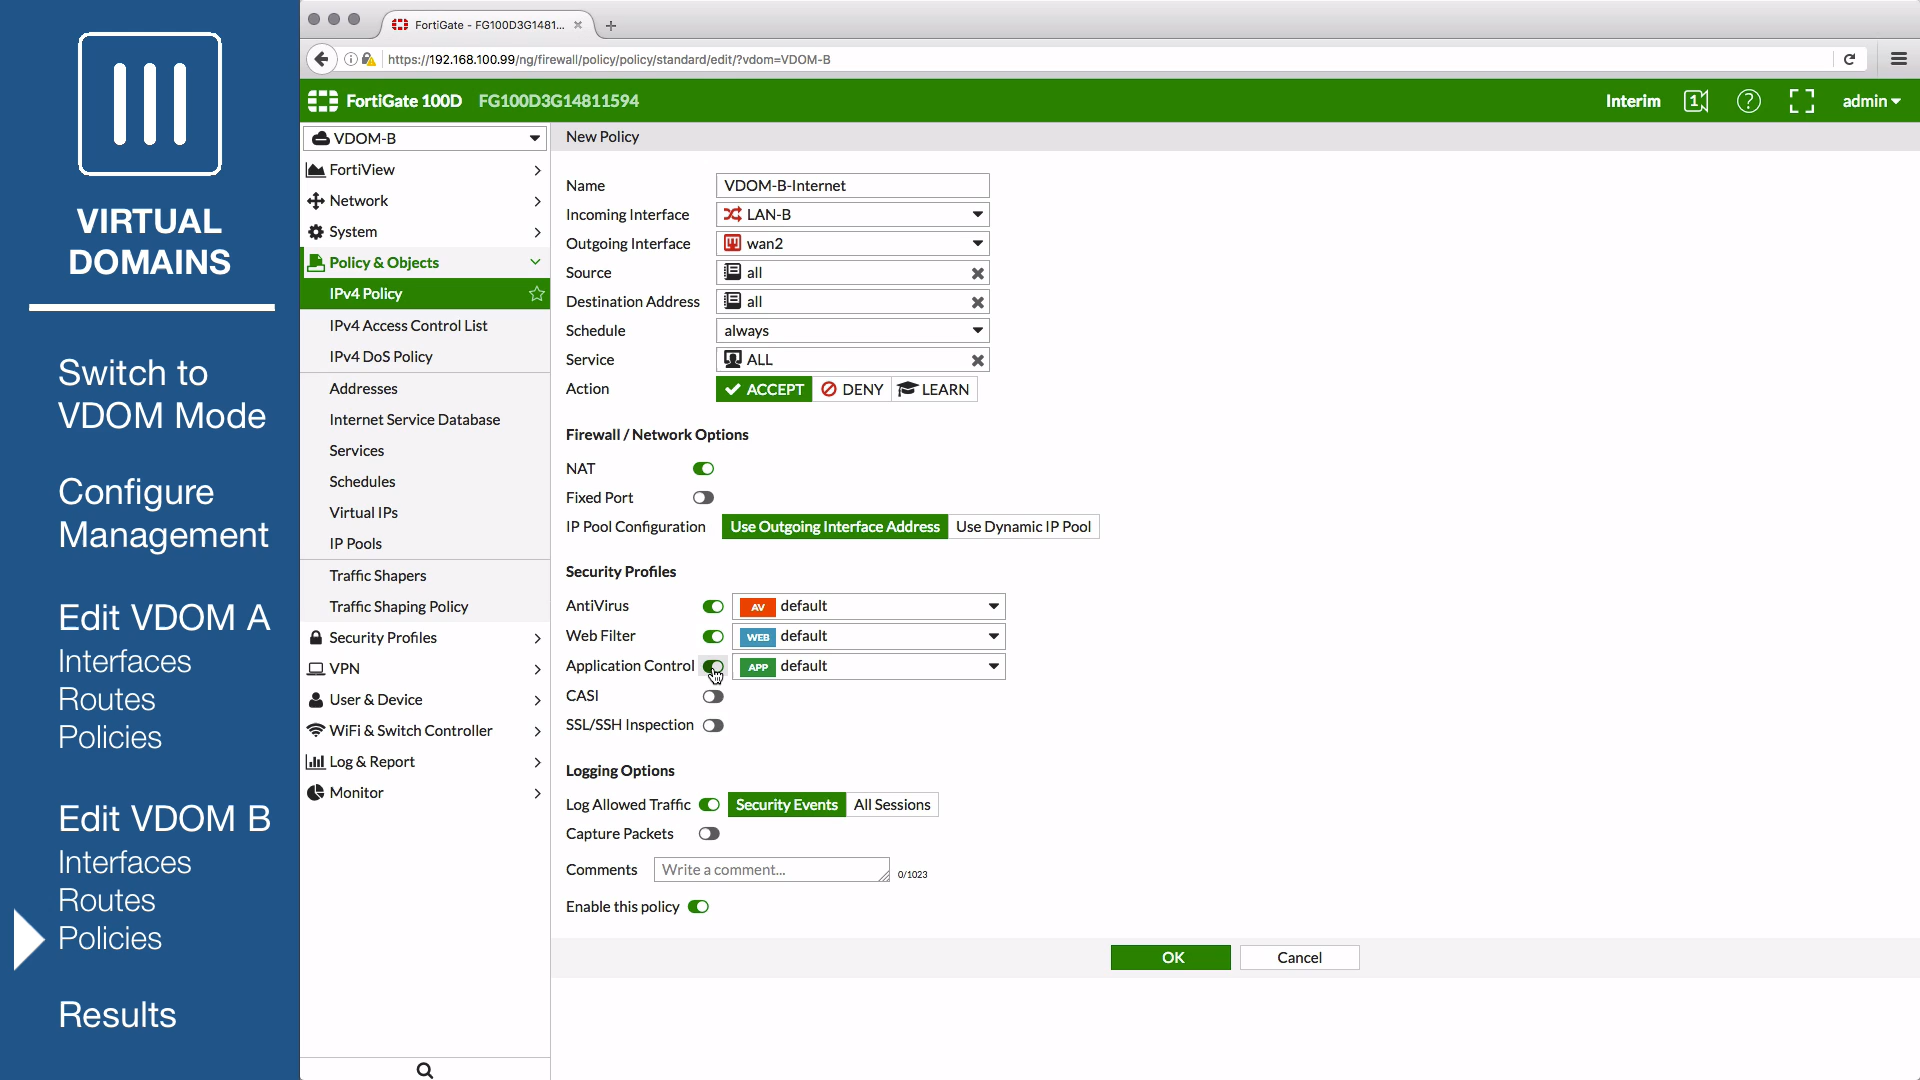 VIRTUAL
DOMAINS
Switch to
VDOM Mode
Configure
Management
Edit VDOM A
Interfaces
Routes
Policies
Edit VDOM B
Interfaces
Routes
Policies
Results
FortiGate - FG100D3G1481...
https://192.168.100.99/ng/firewall/policy/policy/standard/edit/?vdom=VDOM-B
FortiGate 100D FG100D3G14811594
Interim 1 ? admin
VDOM-B
FortiView
Network
System
Policy & Objects
IPv4 Policy
IPv4 Access Control List
IPv4 DoS Policy
Addresses
Internet Service Database
Services
Schedules
Virtual IPs
IP Pools
Traffic Shapers
Traffic Shaping Policy
Security Profiles
VPN
User & Device
WiFi & Switch Controller
Log & Report
Monitor
New Policy
Name VDOM-B-Internet
Incoming Interface LAN-B
Outgoing Interface wan2
Source all
Destination Address all
Schedule always
Service ALL
Action ACCEPT DENY LEARN
Firewall / Network Options
NAT
Fixed Port
IP Pool Configuration Use Outgoing Interface Address Use Dynamic IP Pool
Security Profiles
AntiVirus AV default
Web Filter WEB default
Application Control APP default
CASI
SSL/SSH Inspection
Logging Options
Log Allowed Traffic Security Events All Sessions
Capture Packets
Comments Write a comment... 0/1023
Enable this policy
OK Cancel